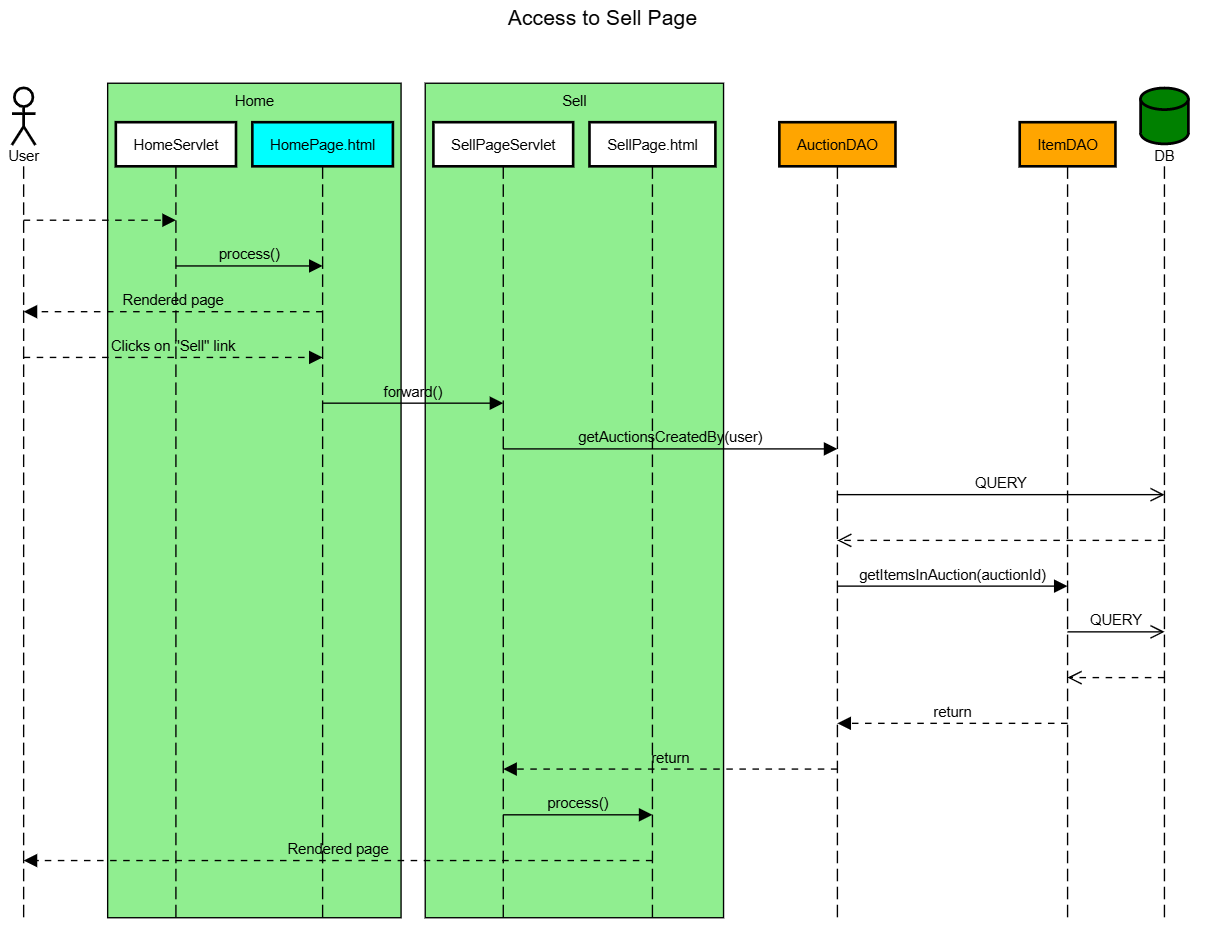 Access to Sell Page
Home
Sell
User
HomeServlet
HomePage.html
SellPageServlet
SellPage.html
AuctionDAO
ItemDAO
DB
process()
Rendered page
Clicks on "Sell" link
forward()
getAuctionsCreatedBy(user)
QUERY
getItemsInAuction(auctionId)
QUERY
return
return
process()
Rendered page